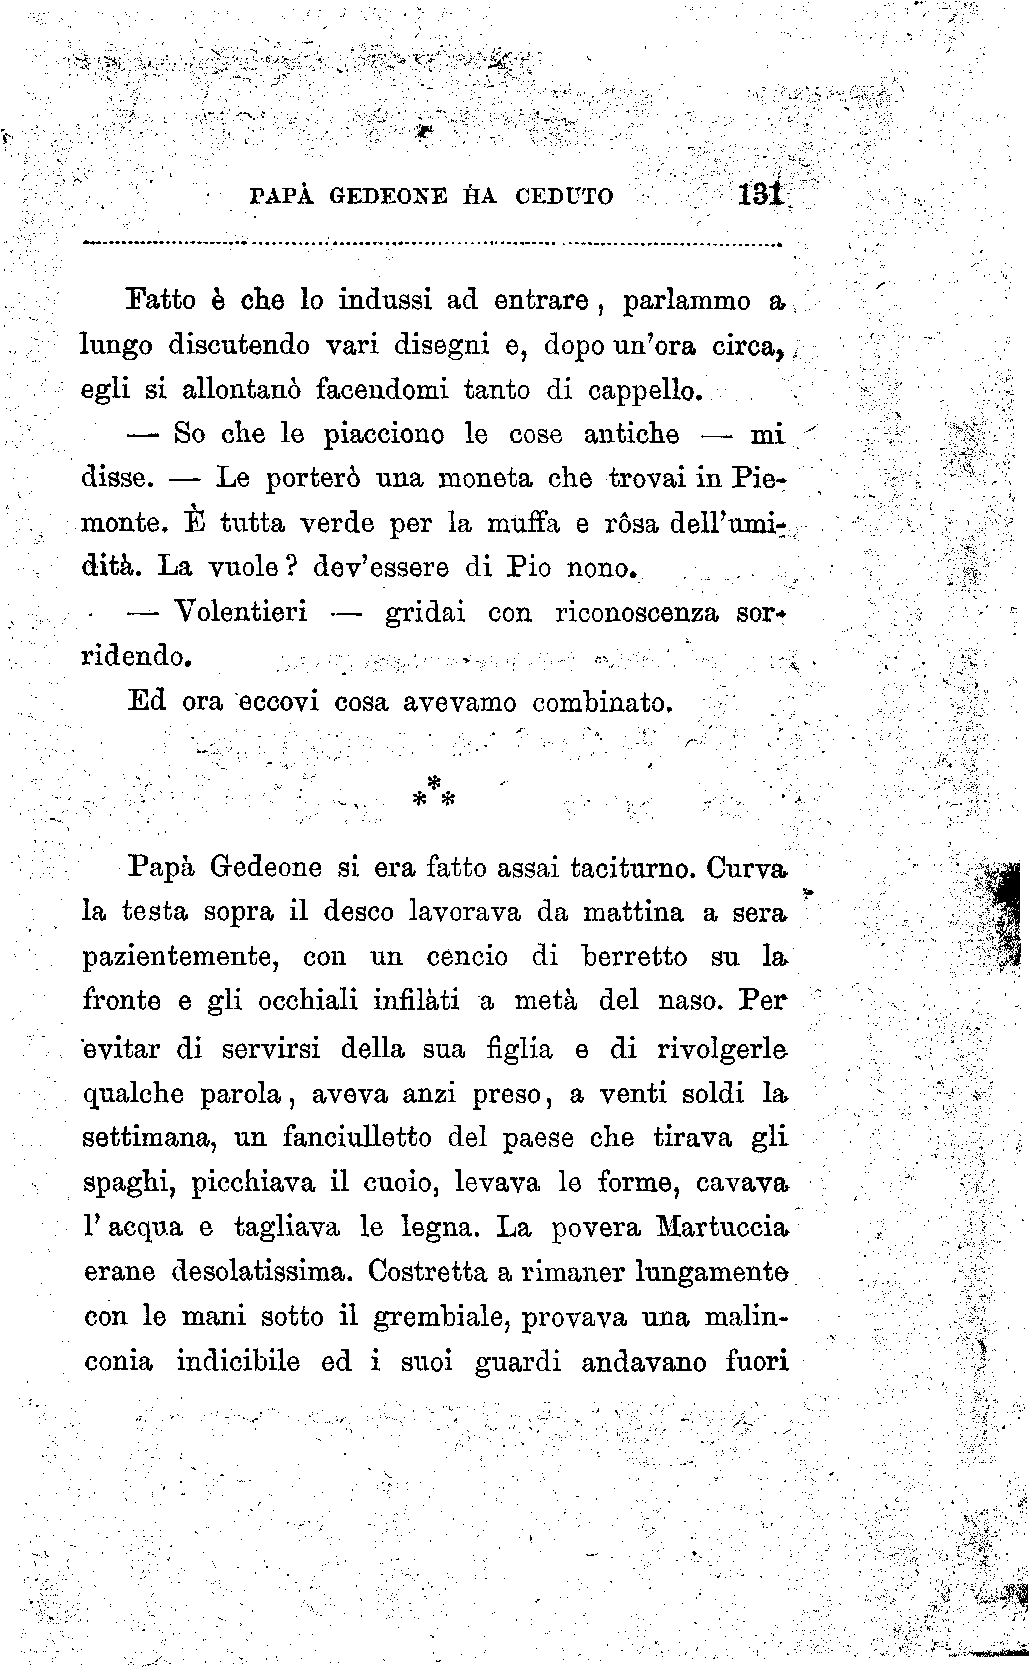 PAPÀ GEDEONE HA CEDUTO 131
Fatto è che lo indussi ad entrare, parlammo a
lungo discutendo vari disegni e, dopo un'ora circa,
egli si allontanò facendomi tanto di cappello.
— So che le piacciono le cose antiche — mi
disse. — Le porterò una moneta che trovai in Pie-
monte. È tutta verde per la muffa e rôsa dell'umi-
dità. La vuole? dev'essere di Pio nono.
— Volentieri — gridai con riconoscenza sor-
ridendo.
Ed ora eccovi cosa avevamo combinato.
***
Papà Gedeone si era fatto assai taciturno. Curva
la testa sopra il desco lavorava da mattina a sera
pazientemente, con un cencio di berretto su la
fronte e gli occhiali infilàti a metà del naso. Per
evitar di servirsi della sua figlia e di rivolgerle
qualche parola, aveva anzi preso, a venti soldi la
settimana, un fanciulletto del paese che tirava gli
spaghi, picchiava il cuoio, levava le forme, cavava
l'acqua e tagliava le legna. La povera Martuccia
erane desolatissima. Costretta a rimaner lungamente
con le mani sotto il grembiale, provava una malin-
conia indicibile ed i suoi guardi andavano fuori